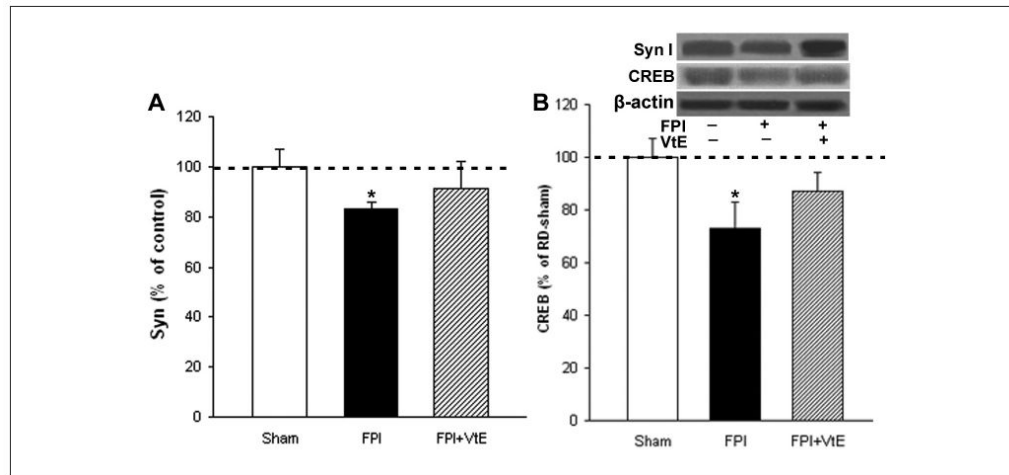 Syn I
CREB
β-actin
FPI – + +
VtE – – +
A
120
100
80
60
40
20
0
Syn (% of control)
*
Sham FPI FPI+VtE
B
120
100
80
60
40
20
0
CREB (% of RD-sham)
*
Sham FPI FPI+VtE